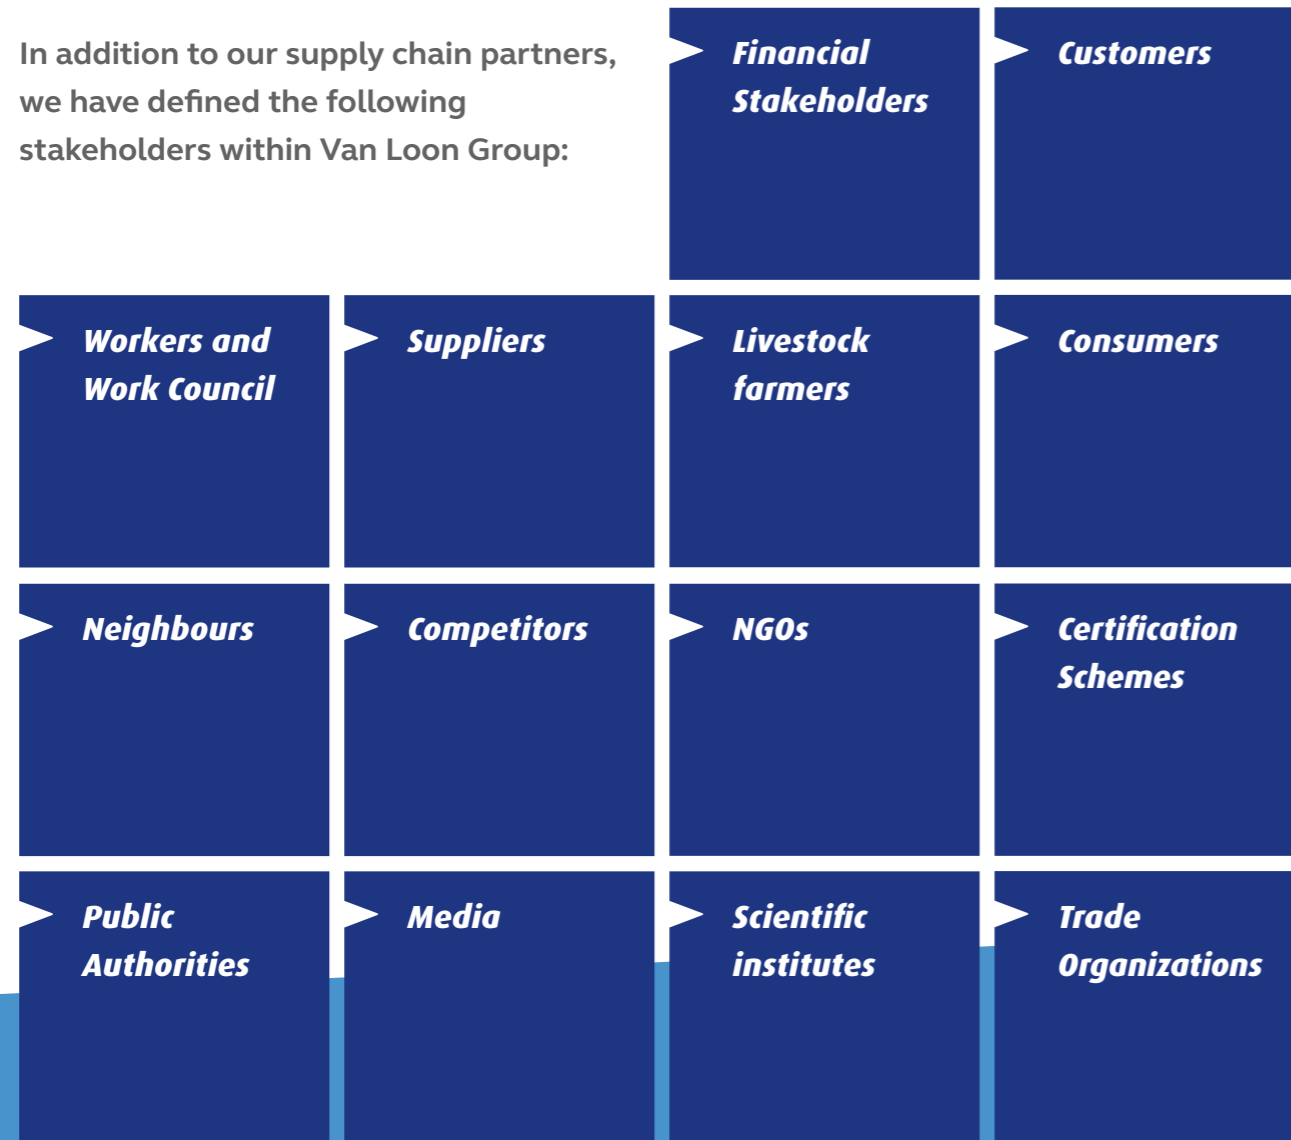 In addition to our supply chain partners,
we have defined the following
stakeholders within Van Loon Group:
Financial
Stakeholders
Customers
Workers and
Work Council
Suppliers
Livestock
farmers
Consumers
Neighbours
Competitors
NGOs
Certification
Schemes
Public
Authorities
Media
Scientific
institutes
Trade
Organizations